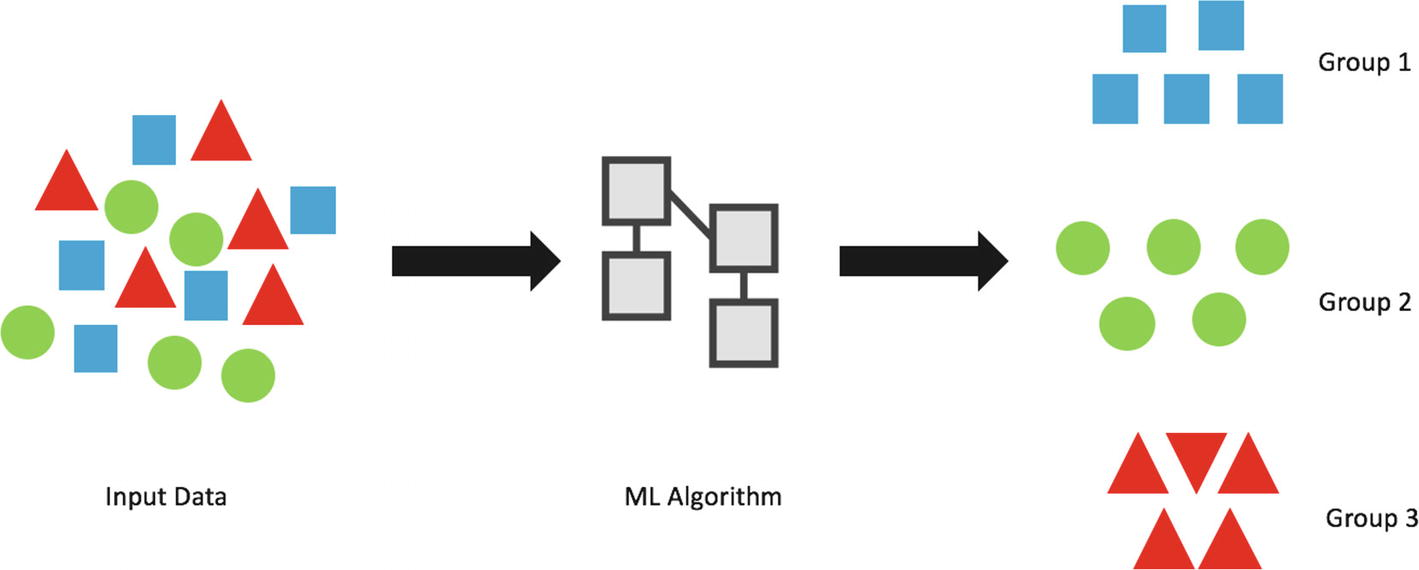 Group 1
Group 2
Input Data
ML Algorithm
Group 3